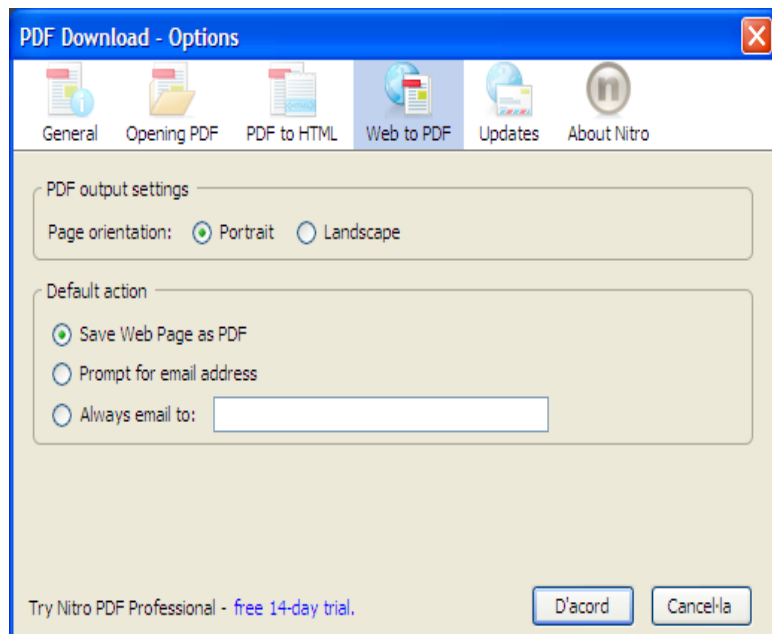 PDF Download - Options
General Opening PDF PDF to HTML Web to PDF Updates About Nitro
PDF output settings
Page orientation: Portrait Landscape
Default action
Save Web Page as PDF
Prompt for email address
Always email to:
Try Nitro PDF Professional - free 14-day trial. D'acord Cancel·la